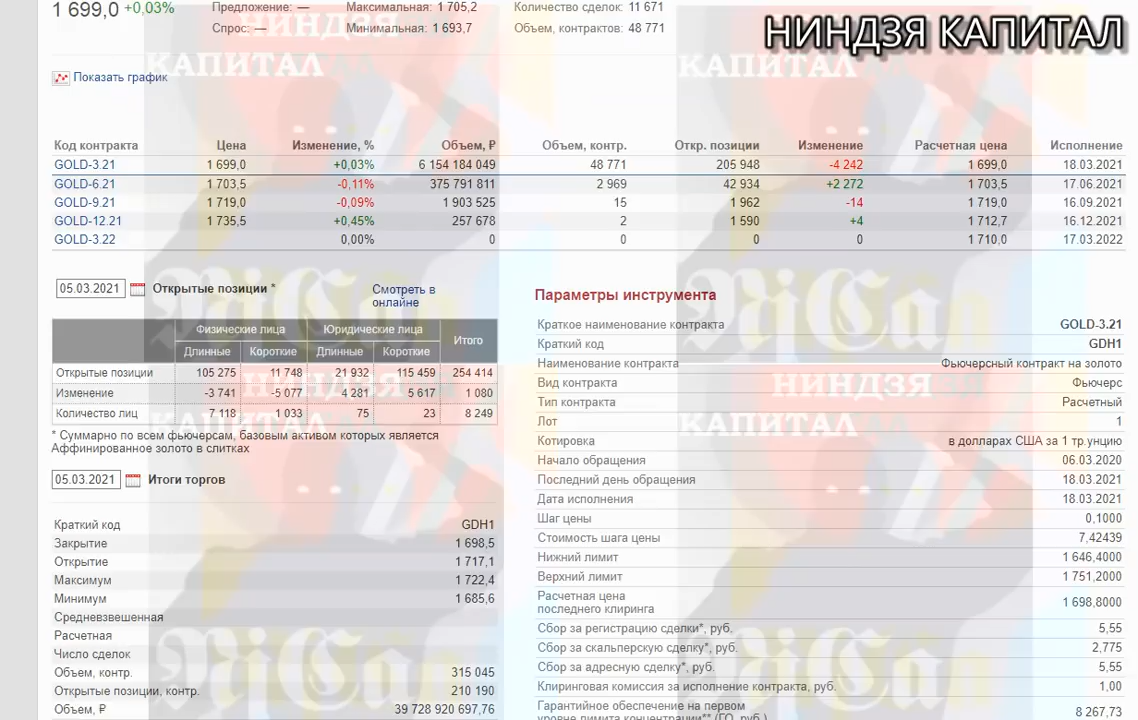 1 699,0 +0,03% Предложение: — Максимальная: 1 705,2 Количество сделок: 11 671
Спрос: — Минимальная: 1 693,7 Объем, контрактов: 48 771
НИНДЗЯ КАПИТАЛ
Показать график
Код контракта Цена Изменение, % Объем, ₽ Объем, контр. Откр. позиции Изменение Расчетная цена Исполнение
GOLD-3.21 1 699,0 +0,03% 6 154 184 049 48 771 205 948 -4 242 1 699,0 18.03.2021
GOLD-6.21 1 703,5 -0,11% 375 791 811 2 969 42 934 +2 272 1 703,5 17.06.2021
GOLD-9.21 1 719,0 -0,09% 1 903 525 15 1 962 -14 1 719,0 16.09.2021
GOLD-12.21 1 735,5 +0,45% 257 678 2 1 590 +4 1 712,7 16.12.2021
GOLD-3.22 0,00% 0 0 0 0 1 710,0 17.03.2022
05.03.2021 Открытые позиции * Смотреть в
онлайне
Физические лица Юридические лица Итого
Длинные Короткие Длинные Короткие
Открытые позиции 105 275 11 748 21 932 115 459 254 414
Изменение -3 741 -5 077 4 281 5 617 1 080
Количество лиц 7 118 1 033 75 23 8 249
* Суммарно по всем фьючерсам, базовым активом которых является
Аффинированное золото в слитках
05.03.2021 Итоги торгов
Краткий код GDH1
Закрытие 1 698,5
Открытие 1 717,1
Максимум 1 722,4
Минимум 1 685,6
Средневзвешенная
Расчетная
Число сделок
Объем, контр. 315 045
Открытые позиции, контр. 210 190
Объем, ₽ 39 728 920 697,76
Параметры инструмента
Краткое наименование контракта GOLD-3.21
Краткий код GDH1
Наименование контракта Фьючерсный контракт на золото
Вид контракта Фьючерс
Тип контракта Расчетный
Лот 1
Котировка в долларах США за 1 тр.унцию
Начало обращения 06.03.2020
Последний день обращения 18.03.2021
Дата исполнения 18.03.2021
Шаг цены 0,1000
Стоимость шага цены 7,42439
Нижний лимит 1 646,4000
Верхний лимит 1 751,2000
Расчетная цена
последнего клиринга 1 698,8000
Сбор за регистрацию сделки*, руб. 5,55
Сбор за скальперскую сделку*, руб. 2,775
Сбор за адресную сделку*, руб. 5,55
Клиринговая комиссия за исполнение контракта, руб. 1,00
Гарантийное обеспечение на первом
уровне лимита концентрации** (ГО, руб.) 8 267,73
НИНДЗЯ
КАПИТАЛ
НИНДЗЯ
КАПИТАЛ
НИНДЗЯ
КАПИТАЛ
НИНДЗЯ
КАПИТАЛ